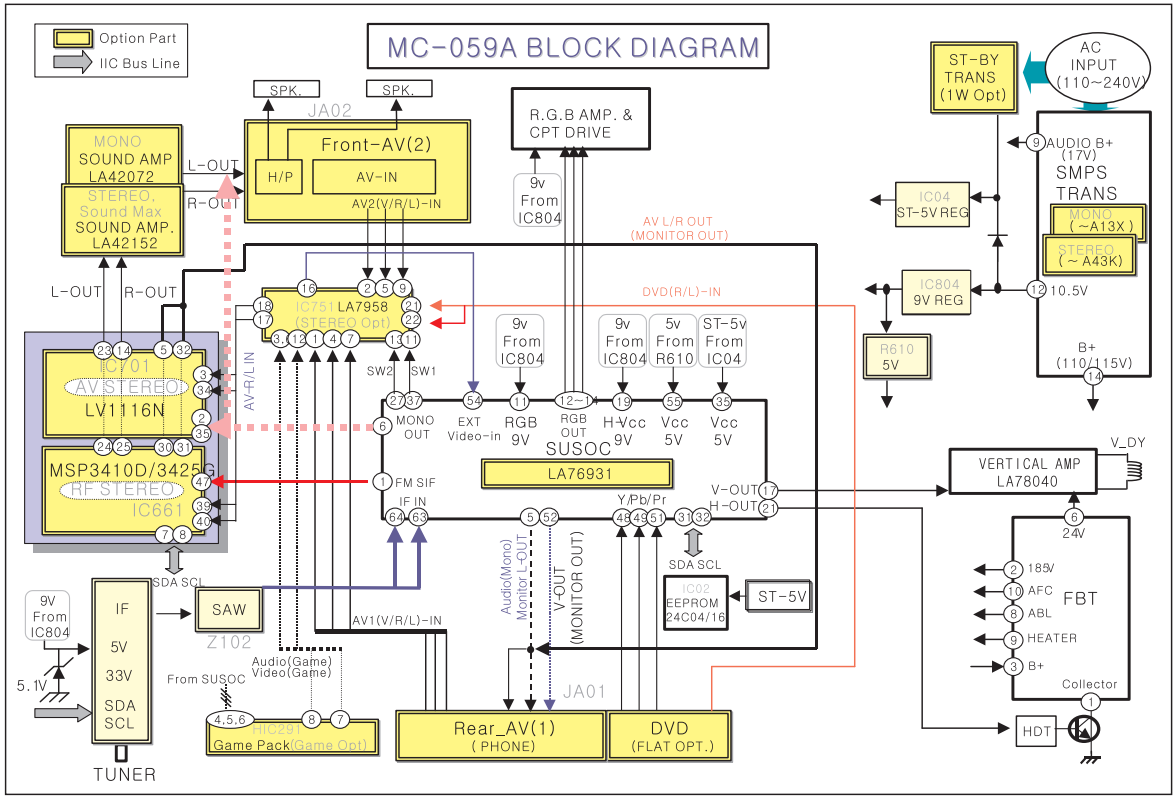 MC-059A BLOCK DIAGRAM
Option Part
IIC Bus Line
SPK.
SPK.
JA02
Front-AV(2)
H/P
AV-IN
AV2(V/R/L)-IN
MONO
SOUND AMP
LA42072
STEREO,
Sound Max
SOUND AMP.
LA42152
L-OUT
R-OUT
L-OUT
R-OUT
R.G.B AMP. &
CPT DRIVE
9v
From
IC804
AV L/R OUT
(MONITOR OUT)
DVD(R/L)-IN
ST-BY
TRANS
(1W Opt)
AC
INPUT
(110~240V)
9
AUDIO B+
(17V)
SMPS
TRANS
MONO
(~A13X)
STEREO
(~A43K)
12
10.5V
B+
(110/115V)
14
IC04
ST-5V REG
IC804
9V REG
R610
5V
16
2
5
9
18
17
IC751 LA7958
(STEREO Opt)
21
22
3,
12
1
4
7
13
11
SW2
SW1
AV-R/L IN
23
14
5
32
IC701
AV STEREO
LV1116N
3
34
2
35
24
25
30
31
MSP3410D/3425G
RF STEREO
IC661
47
39
40
7
8
SDA SCL
9v
From
IC804
9v
From
IC804
5v
From
R610
ST-5v
From
IC04
27
37
54
11
12~14
19
55
35
6
MONO
OUT
EXT
Video-in
RGB
9V
RGB
OUT
H-Vcc
9V
Vcc
5V
Vcc
5V
SUSOC
LA76931
1
FM SIF
IF IN
64
63
5
52
Y/Pb/Pr
48
49
51
31
32
V-OUT
17
H-OUT
21
SDA SCL
IC02
EEPROM
24C04/16
ST-5V
Audio(Mono)
Monitor L-OUT
V-OUT
(MONITOR OUT)
VERTICAL AMP
LA78040
V_DY
6
24V
2
185V
10
AFC
8
ABL
9
HEATER
3
B+
FBT
Collector
1
HDT
9V
From
IC804
5.1V
IF
5V
33V
SDA
SCL
TUNER
SAW
Z102
AV1(V/R/L)-IN
Audio(Game)
Video(Game)
From SUSOC
4,5,6
8
7
HIC291
Game Pack(Game Opt)
JA01
Rear_AV(1)
(PHONE)
DVD
(FLAT OPT.)